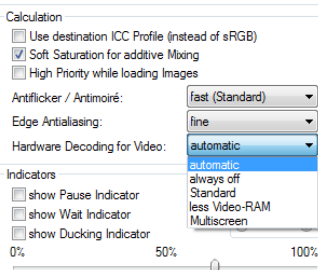 Calculation
Use destination ICC Profile (instead of sRGB)
Soft Saturation for additive Mixing
High Priority while loading Images
Antiflicker / Antimoiré: fast (Standard)
Edge Antialiasing: fine
Hardware Decoding for Video: automatic
automatic
always off
Standard
less Video-RAM
Multiscreen
Indicators
show Pause Indicator
show Wait Indicator
show Ducking Indicator
0% 50% 100%